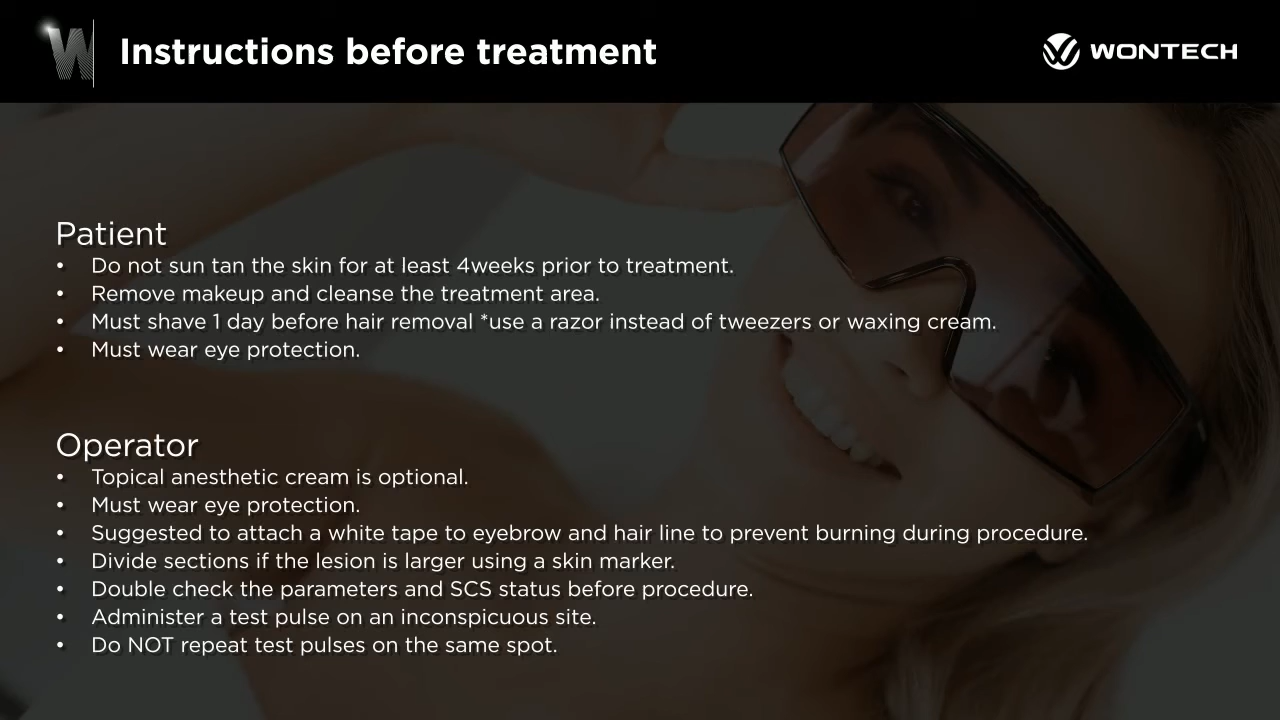 W
Instructions before treatment
WONTECH
Patient
• Do not sun tan the skin for at least 4weeks prior to treatment.
• Remove makeup and cleanse the treatment area.
• Must shave 1 day before hair removal *use a razor instead of tweezers or waxing cream.
• Must wear eye protection.
Operator
• Topical anesthetic cream is optional.
• Must wear eye protection.
• Suggested to attach a white tape to eyebrow and hair line to prevent burning during procedure.
• Divide sections if the lesion is larger using a skin marker.
• Double check the parameters and SCS status before procedure.
• Administer a test pulse on an inconspicuous site.
• Do NOT repeat test pulses on the same spot.